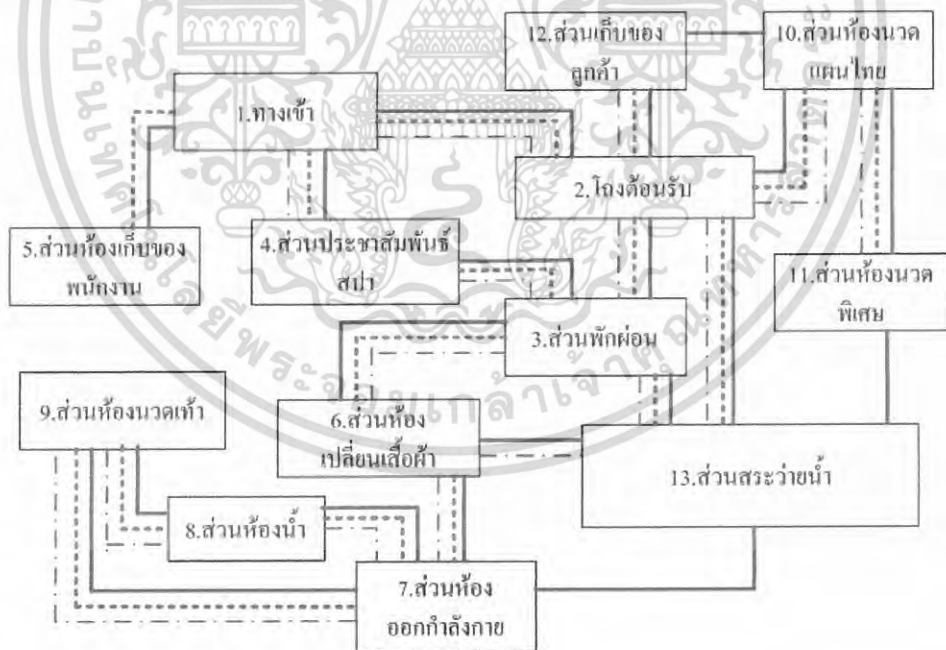 12.ส่วนเก็บของ
ลูกค้า
10.ส่วนห้องนวด
แผนไทย
1.ทางเข้า
2.โถงต้อนรับ
5.ส่วนห้องเก็บของ
พนักงาน
4.ส่วนประชาสัมพันธ์
สปา
11.ส่วนห้องนวด
พิเศษ
3.ส่วนพักผ่อน
9.ส่วนห้องนวดเท้า
6.ส่วนห้อง
เปลี่ยนเสื้อผ้า
13.ส่วนสระว่ายน้ำ
8.ส่วนห้องน้ำ
7.ส่วนห้อง
ออกกำลังกาย